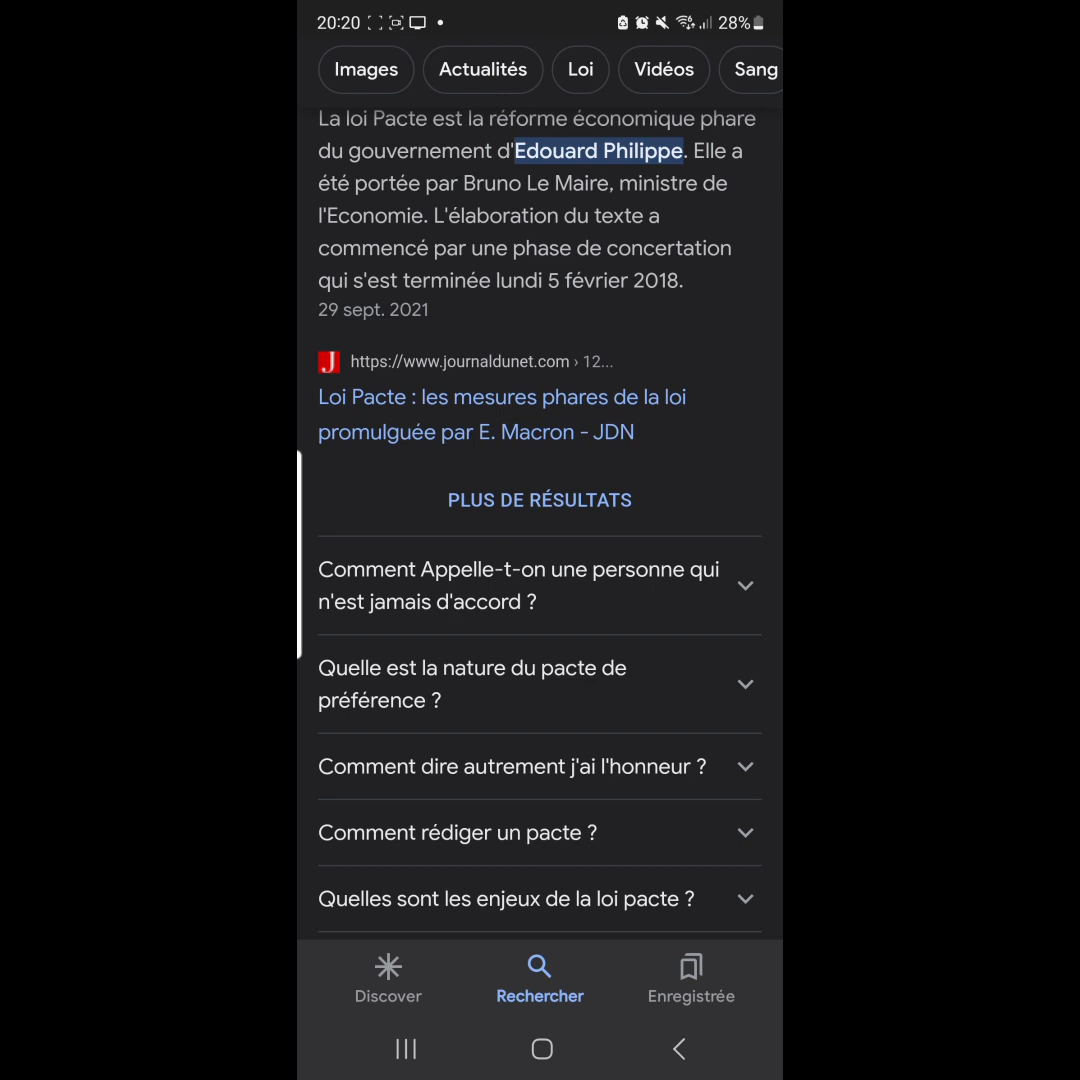 20:20
28%
Images
Actualités
Loi
Vidéos
Sang
La loi Pacte est la réforme économique phare
du gouvernement d'Edouard Philippe. Elle a
été portée par Bruno Le Maire, ministre de
l'Economie. L'élaboration du texte a
commencé par une phase de concertation
qui s'est terminée lundi 5 février 2018.
29 sept. 2021
J https://www.journaldunet.com › 12...
Loi Pacte : les mesures phares de la loi
promulguée par E. Macron - JDN
PLUS DE RÉSULTATS
Comment Appelle-t-on une personne qui
n'est jamais d'accord ?
Quelle est la nature du pacte de
préférence ?
Comment dire autrement j'ai l'honneur ?
Comment rédiger un pacte ?
Quelles sont les enjeux de la loi pacte ?
Discover
Rechercher
Enregistrée